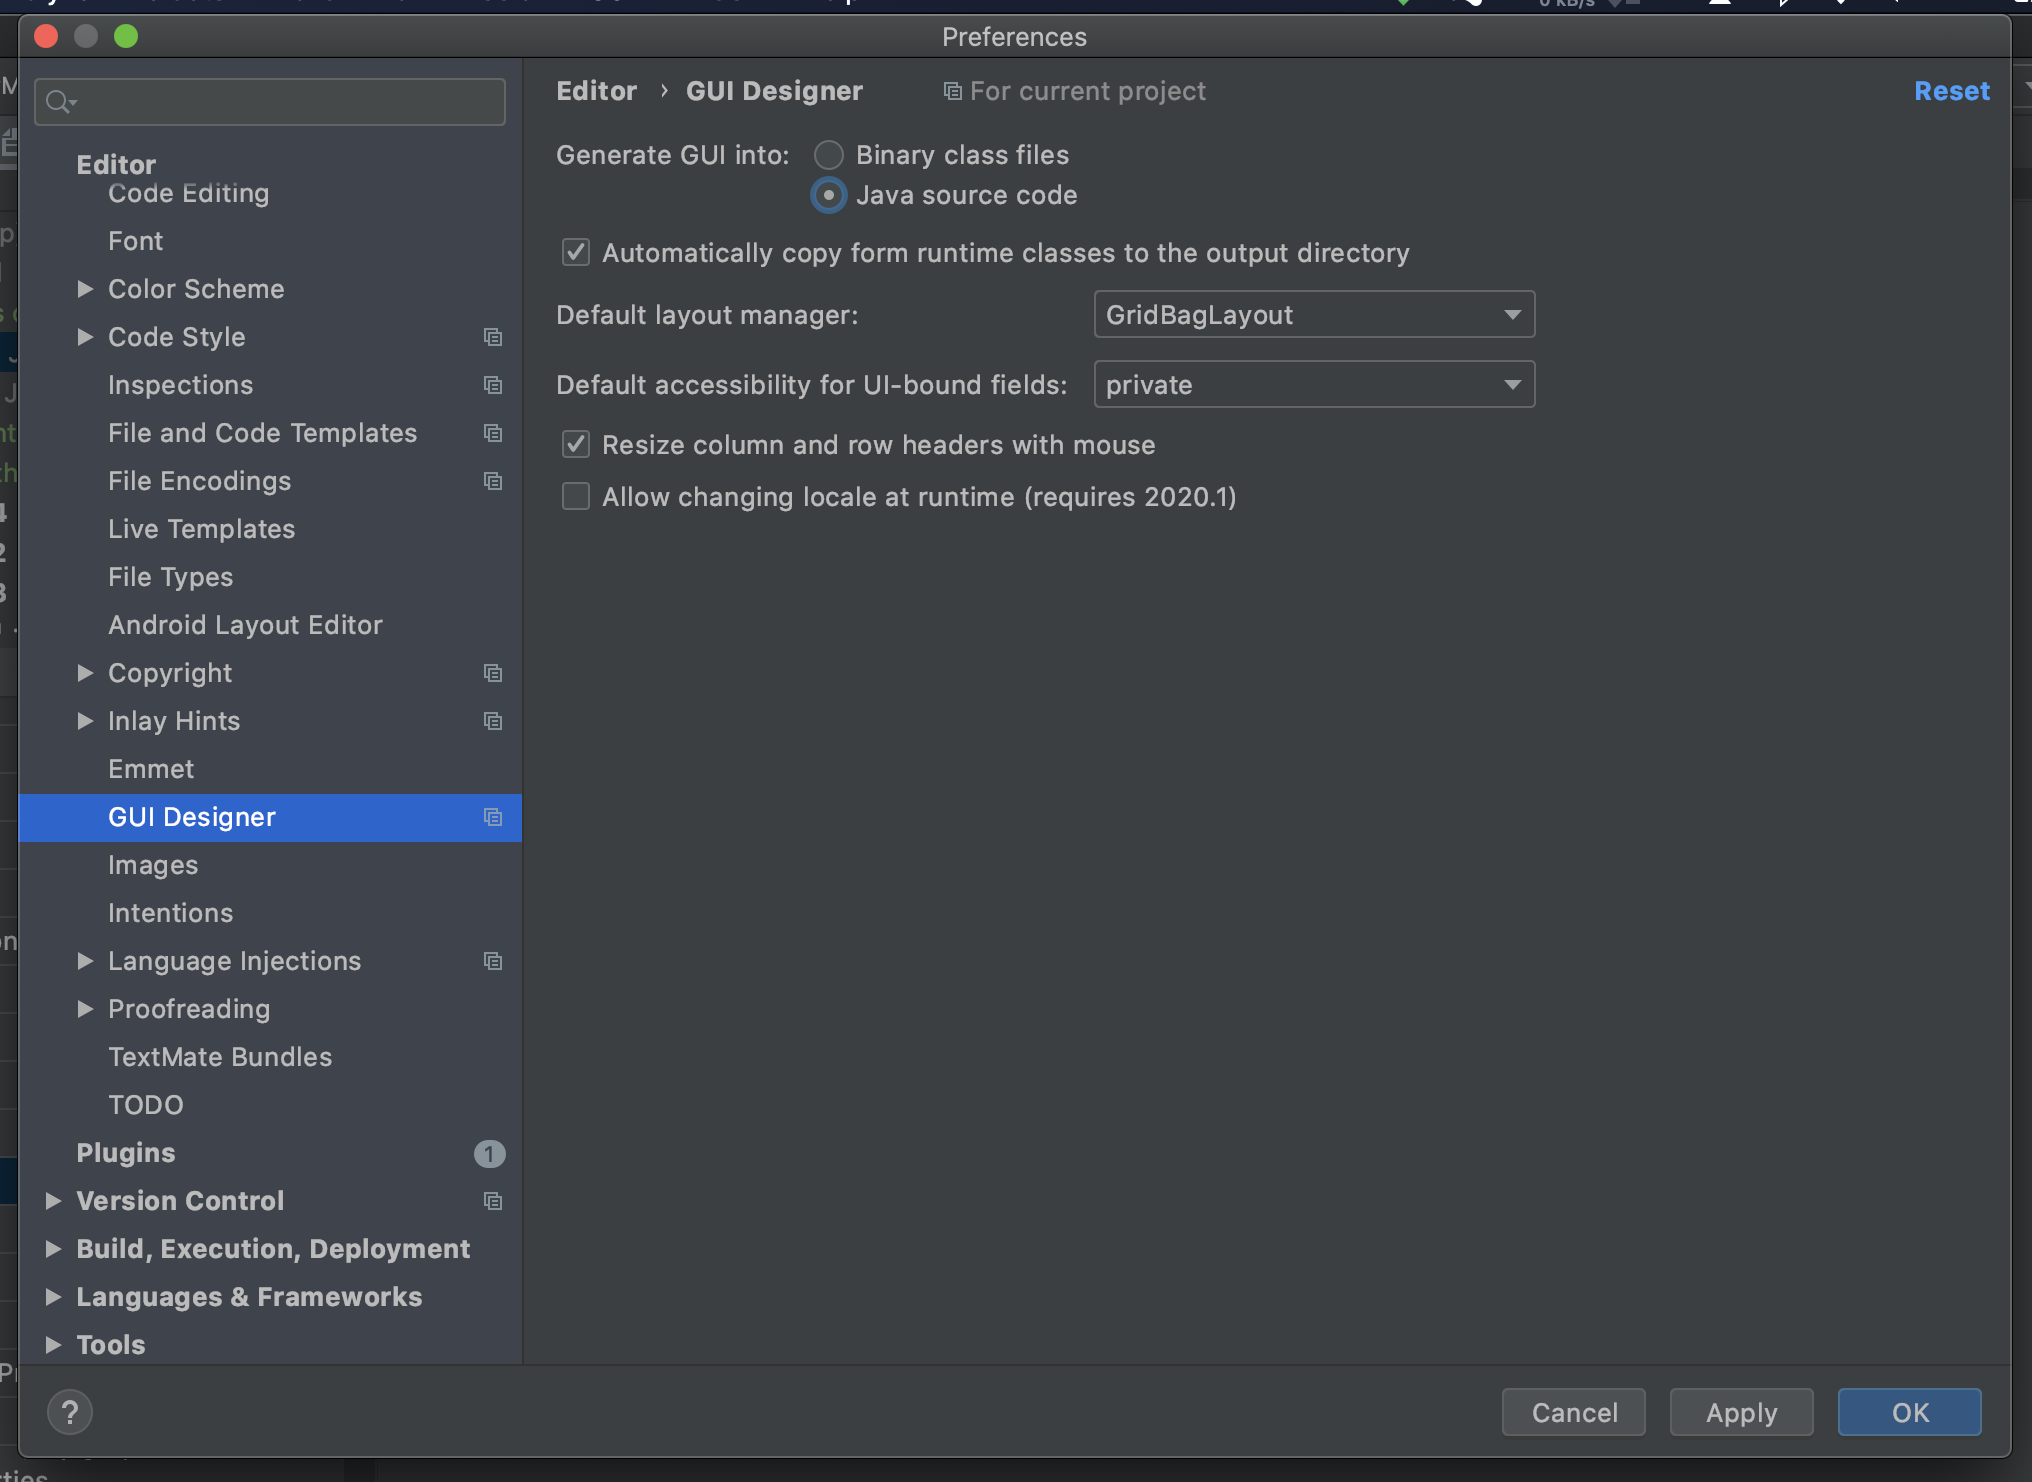 Preferences
Editor
Code Editing
Font
Color Scheme
Code Style
Inspections
File and Code Templates
File Encodings
Live Templates
File Types
Android Layout Editor
Copyright
Inlay Hints
Emmet
GUI Designer
Images
Intentions
Language Injections
Proofreading
TextMate Bundles
TODO
Plugins 1
Version Control
Build, Execution, Deployment
Languages & Frameworks
Tools
Editor › GUI Designer For current project Reset
Generate GUI into: Binary class files
Java source code
Automatically copy form runtime classes to the output directory
Default layout manager: GridBagLayout
Default accessibility for UI-bound fields: private
Resize column and row headers with mouse
Allow changing locale at runtime (requires 2020.1)
? Cancel Apply OK